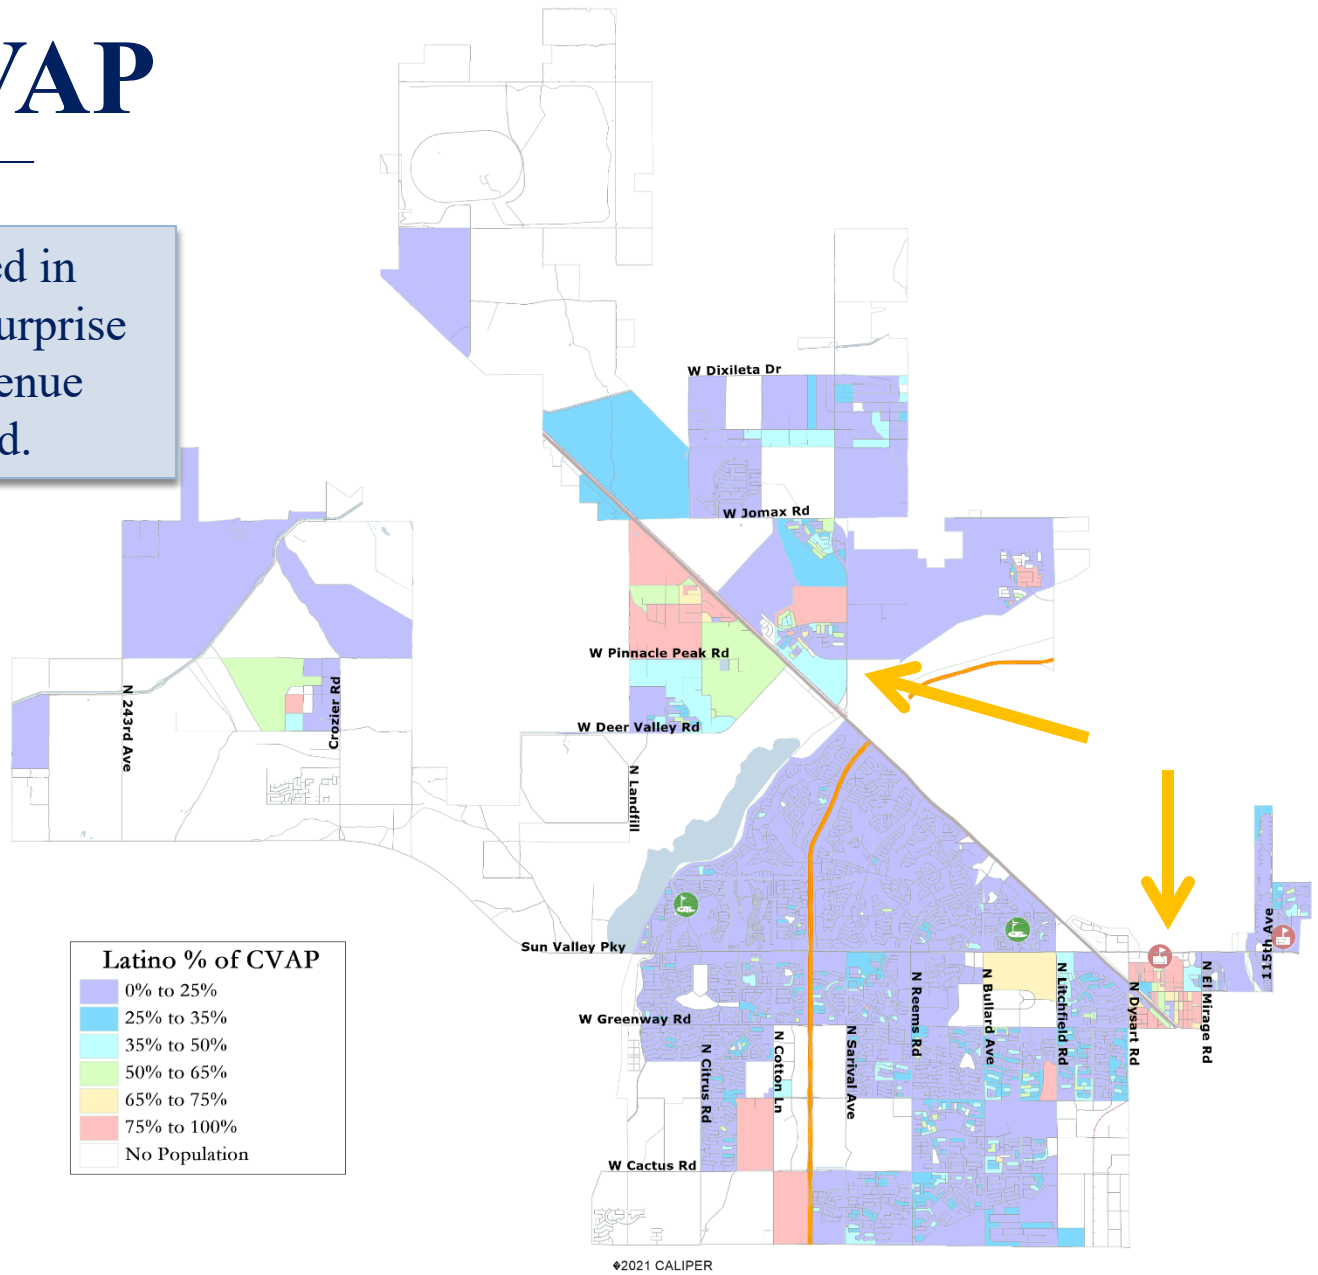 VAP
ed in
urprise
enue
d.
W Dixileta Dr
W Jomax Rd
W Pinnacle Peak Rd
W Deer Valley Rd
N 243rd Ave
Crozier Rd
N Landfill
Sun Valley Pky
W Greenway Rd
N Citrus Rd
N Cotton Ln
N Sarival Ave
N Reems Rd
N Bullard Ave
N Litchfield Rd
N Dysart Rd
N El Mirage Rd
115th Ave
W Cactus Rd
Latino % of CVAP
0% to 25%
25% to 35%
35% to 50%
50% to 65%
65% to 75%
75% to 100%
No Population
�2021 CALIPER